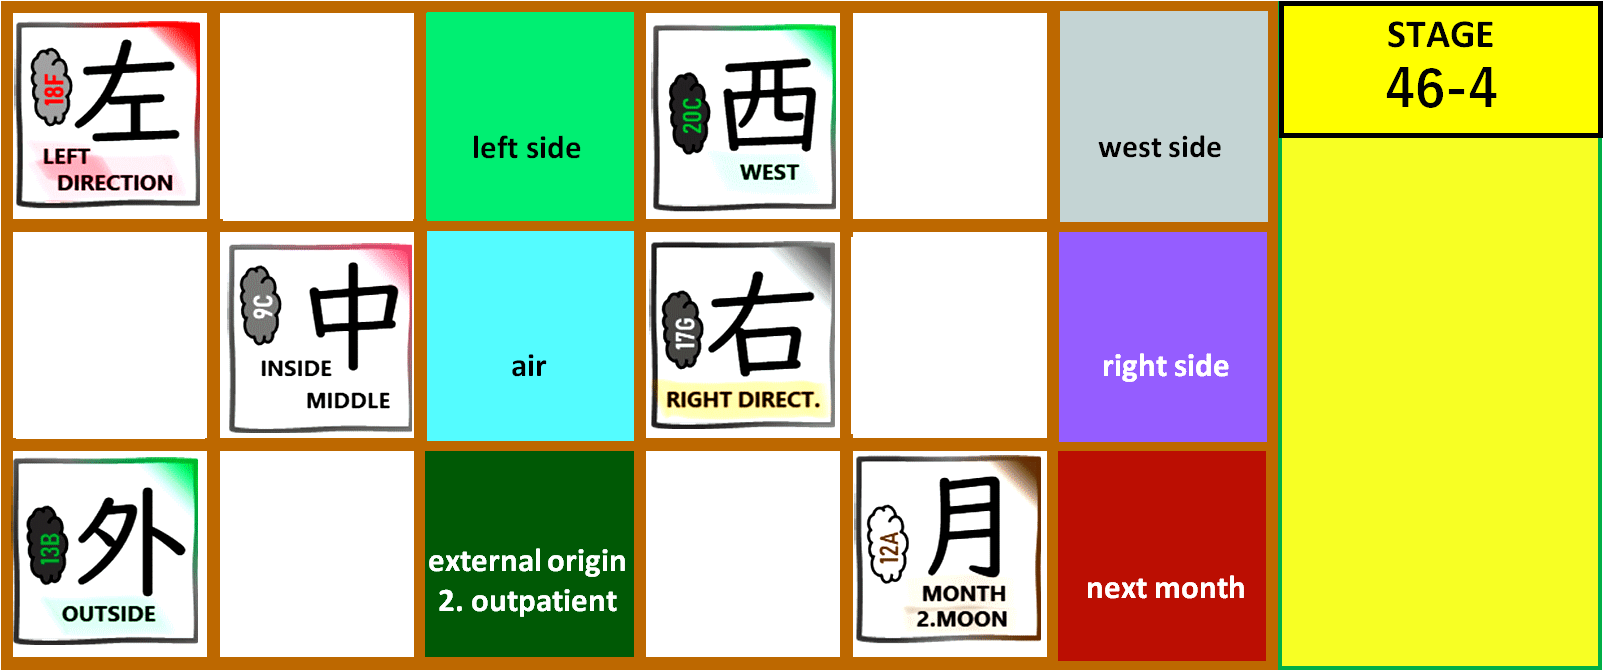 18F
左
LEFT
DIRECTION
left side
20C
西
WEST
west side
STAGE
46-4
9C
中
INSIDE
MIDDLE
air
17G
右
RIGHT DIRECT.
right side
13B
外
OUTSIDE
external origin
2. outpatient
12A
月
MONTH
2.MOON
next month